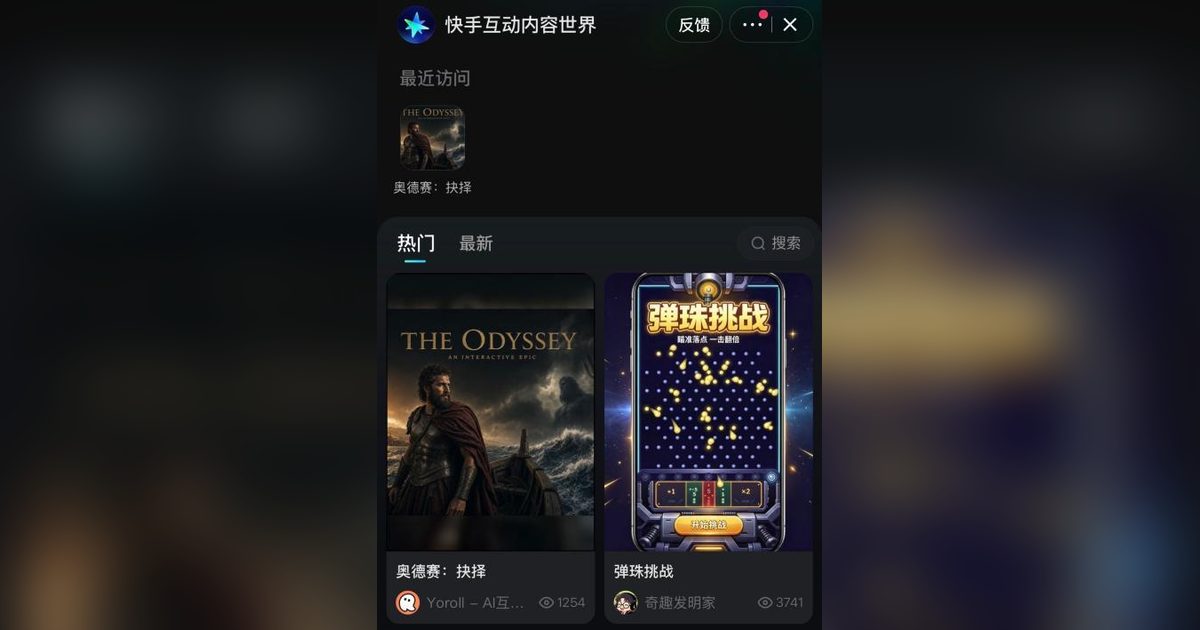 快手互动内容世界
反馈
最近访问
THE ODYSSEY
奥德赛：抉择
热门 最新
搜索
THE ODYSSEY
AN INTERACTIVE EPIC
弹珠挑战
瞄准落点 一击翻倍
+1
×2
开始挑战
奥德赛：抉择
Yoroll – AI互...
1254
弹珠挑战
奇趣发明家
3741